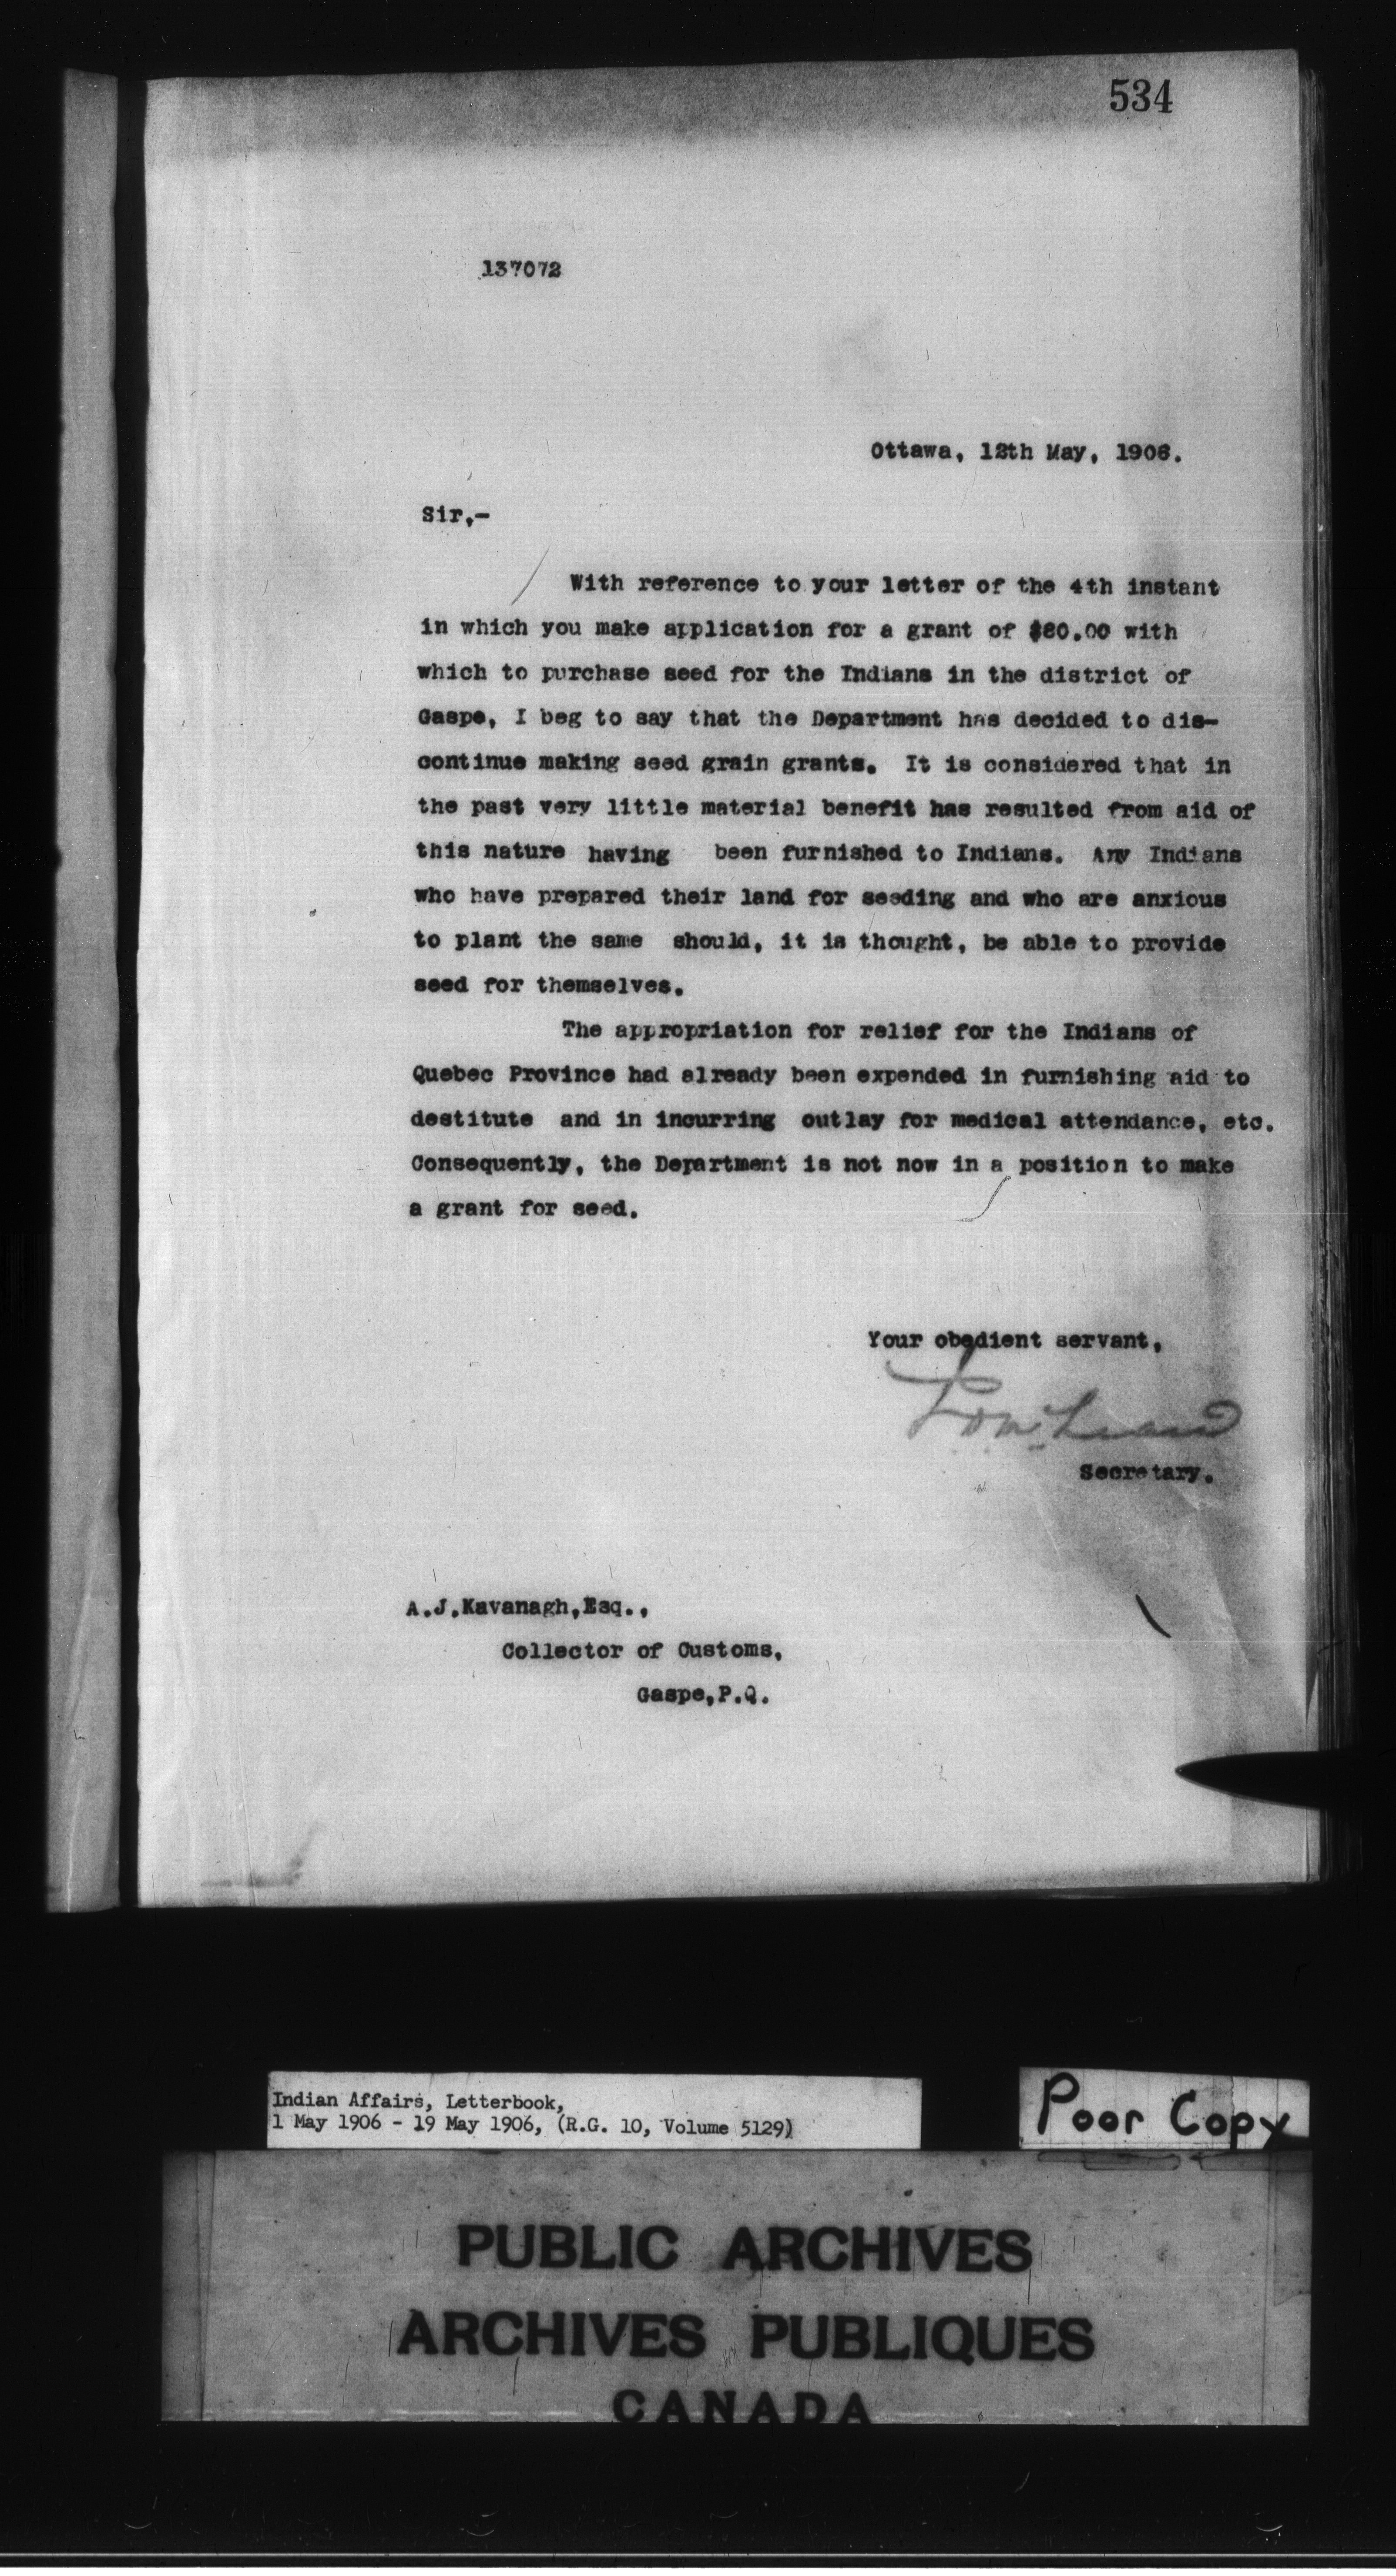 534
137072
Ottawa, 12th May, 1906.
Sir,-
With reference to your letter of the 4th instant
in which you make application for a grant of $80.00 with
which to purchase seed for the Indians in the district of
Gaspe, I beg to say that the Department has decided to dis-
continue making seed grain grants. It is considered that in
the past very little material benefit has resulted from aid of
this nature having been furnished to Indians. Any Indians
who have prepared their land for seeding and who are anxious
to plant the same should, it is thought, be able to provide
seed for themselves.
The appropriation for relief for the Indians of
Quebec Province had already been expended in furnishing aid to
destitute and in incurring outlay for medical attendance, etc.
Consequently, the Department is not now in a position to make
a grant for seed.
Your obedient servant,
Secretary.
A.J.Kavanagh,Esq.,
Collector of Customs,
Gaspe,P.Q.
Indian Affairs, Letterbook,
1 May 1906 - 19 May 1906, (R.G. 10, Volume 5129)
Poor Copy
PUBLIC ARCHIVES
ARCHIVES PUBLIQUES
CANADA